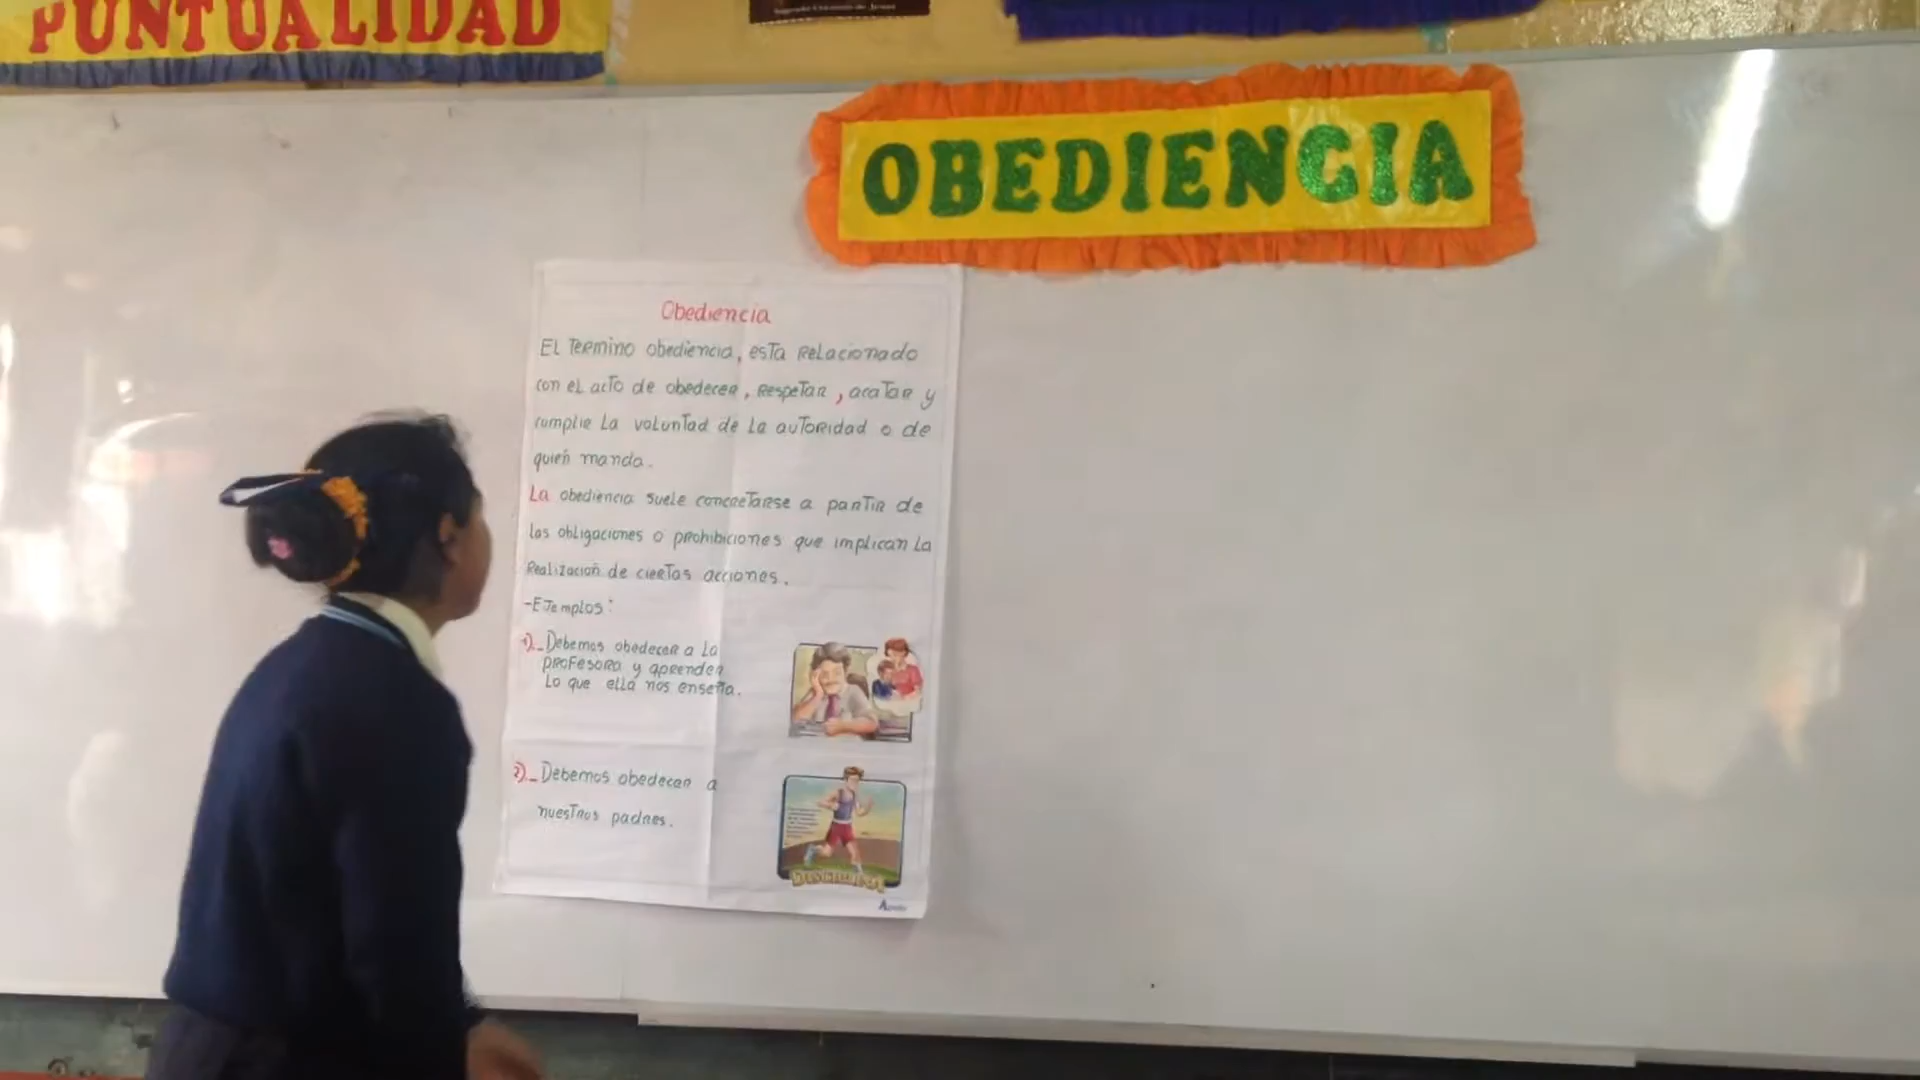 PUNTUALIDAD
OBEDIENCIA
Obediencia
El Termino obediencia, esta Relacionado
con el acto de obedecer, Respetar, acatar y
cumplir La voluntad de La autoridad o de
quién manda.
La obediencia suele concretarse a partir de
las obligaciones o prohibiciones que implican La
Realización de ciertas acciones.
-Ejemplos:
1)._Debemos obedecer a La
profesora y aprender
Lo que ella nos enseña.
2)._Debemos obedecer a
nuestros padres.